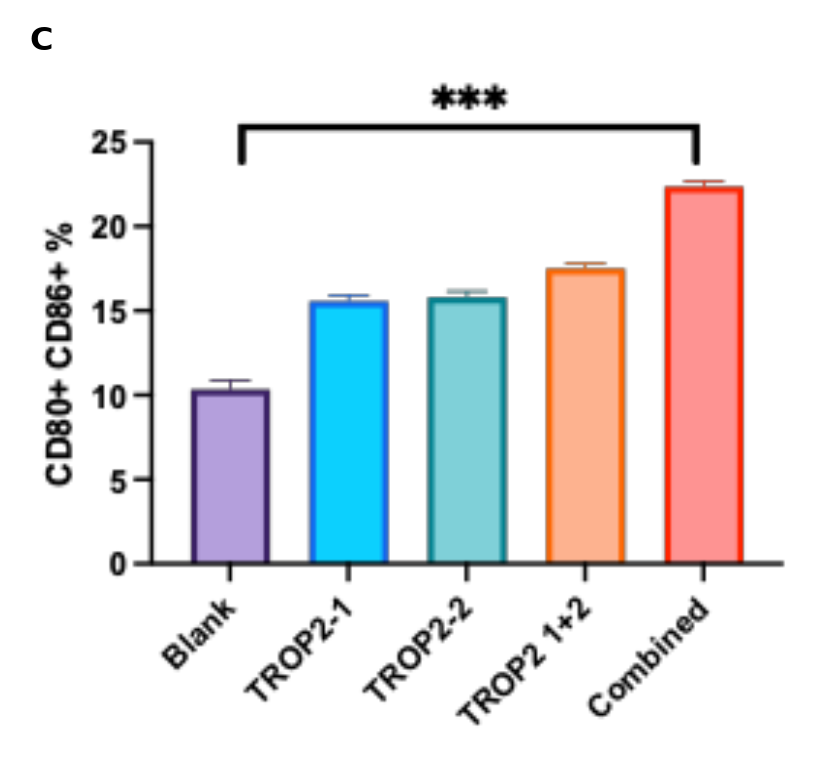 C
***
CD80+ CD86+ %
25
20
15
10
5
0
Blank
TROP2-1
TROP2-2
TROP2 1+2
Combined